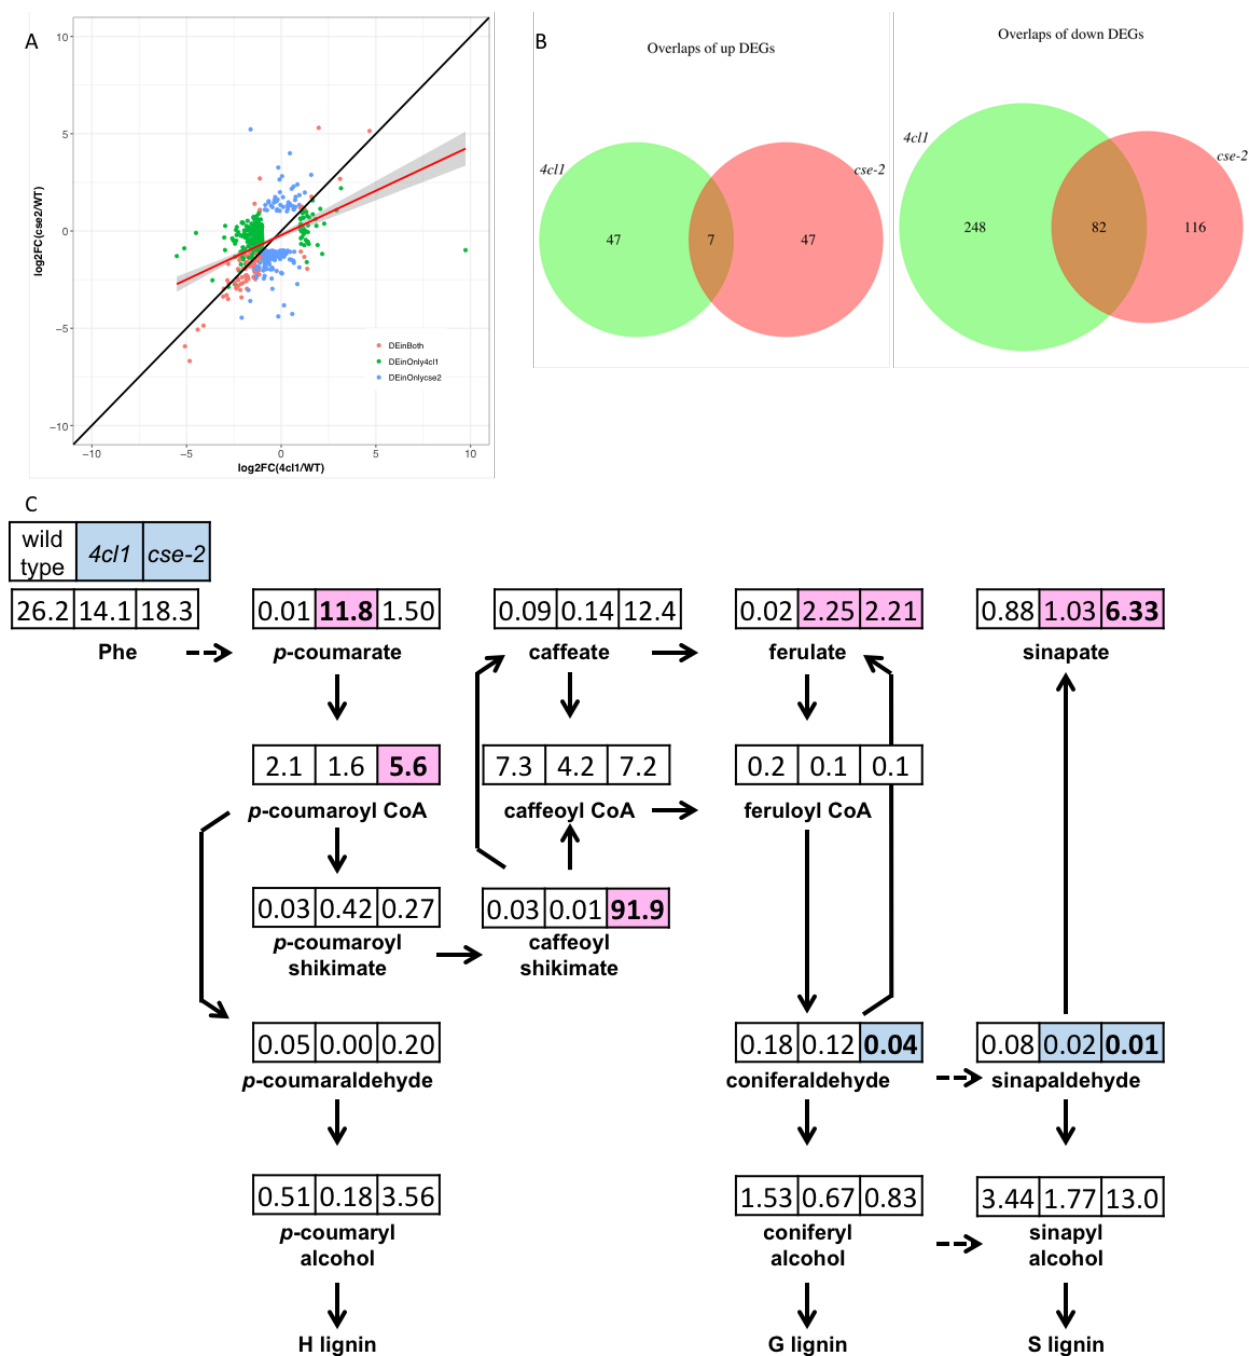 A
10
5
0
−5
−10
−10
−5
0
5
10
log2FC(cse2/WT)
log2FC(4cl1/WT)
DEinBoth
DEinOnly4cl1
DEinOnlycse2
B
Overlaps of up DEGs
4cl1
cse-2
47
7
47
Overlaps of down DEGs
4cl1
cse-2
248
82
116
C
wild
type
4cl1
cse-2
26.2 14.1 18.3
Phe
0.01 11.8 1.50
p-coumarate
0.09 0.14 12.4
caffeate
0.02 2.25 2.21
ferulate
0.88 1.03 6.33
sinapate
2.1 1.6 5.6
p-coumaroyl CoA
7.3 4.2 7.2
caffeoyl CoA
0.2 0.1 0.1
feruloyl CoA
0.03 0.42 0.27
p-coumaroyl
shikimate
0.03 0.01 91.9
caffeoyl
shikimate
0.05 0.00 0.20
p-coumaraldehyde
0.18 0.12 0.04
coniferaldehyde
0.08 0.02 0.01
sinapaldehyde
0.51 0.18 3.56
p-coumaryl
alcohol
1.53 0.67 0.83
coniferyl
alcohol
3.44 1.77 13.0
sinapyl
alcohol
H lignin
G lignin
S lignin